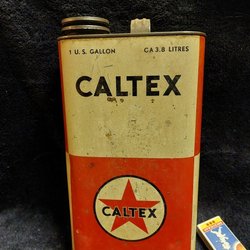 1 U.S. GALLON CA 3.8 LITRES
CALTEX
CALTEX